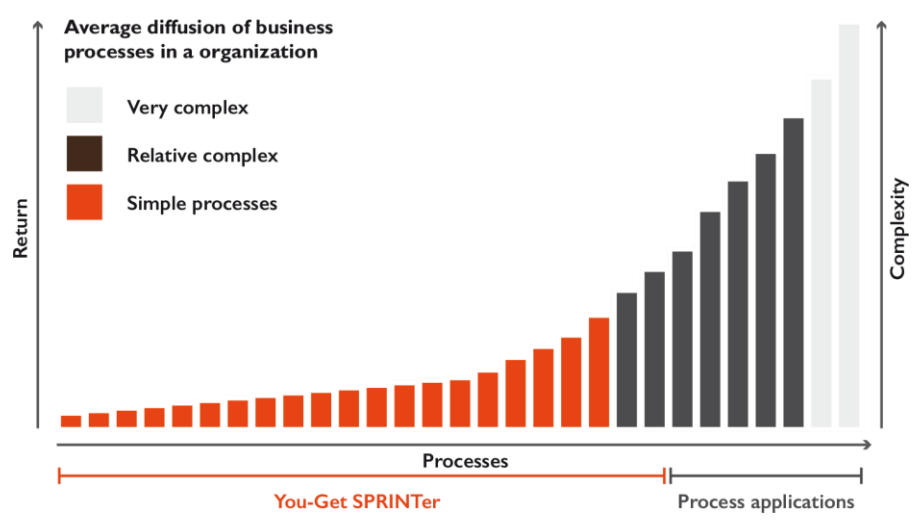 Average diffusion of business
processes in a organization
Very complex
Relative complex
Simple processes
Return
Complexity
Processes
You-Get SPRINTer
Process applications